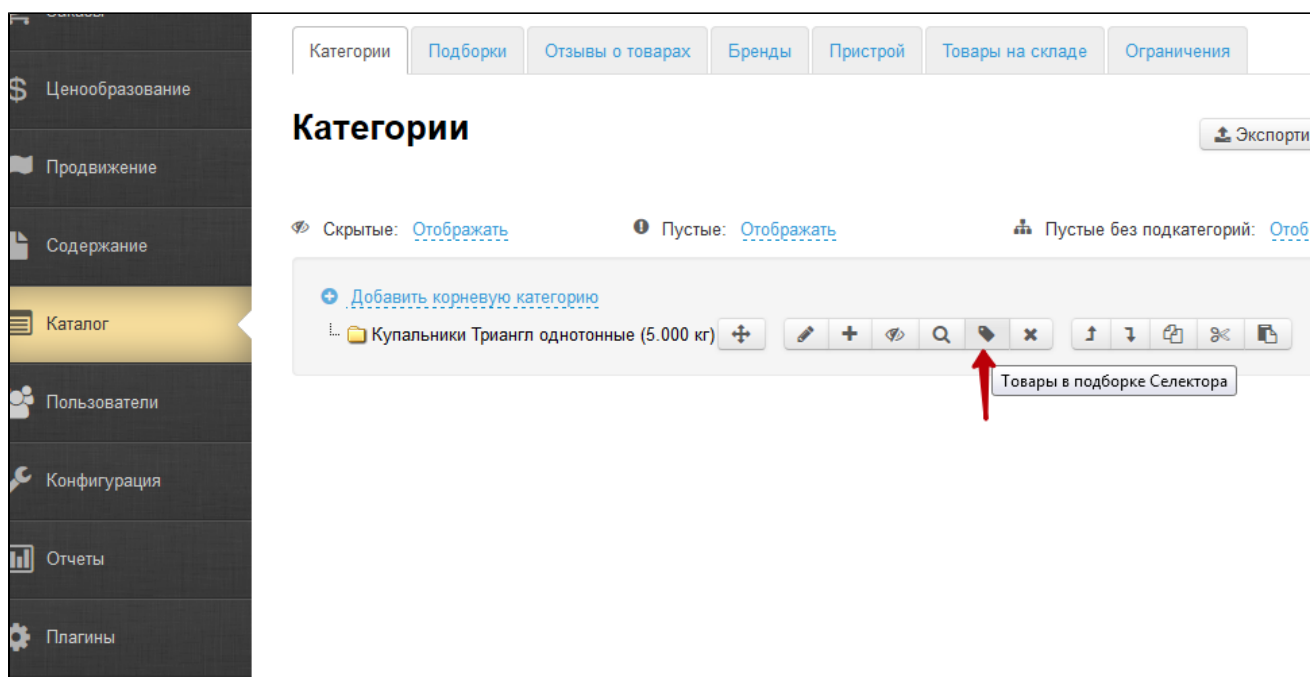 Заказы
Ценообразование
Продвижение
Содержание
Каталог
Пользователи
Конфигурация
Отчеты
Плагины
Категории Подборки Отзывы о товарах Бренды Пристрой Товары на складе Ограничения
Категории
Экспорти
Скрытые: Отображать Пустые: Отображать Пустые без подкатегорий: Отоб
Добавить корневую категорию
Купальники Триангл однотонные (5.000 кг)
Товары в подборке Селектора